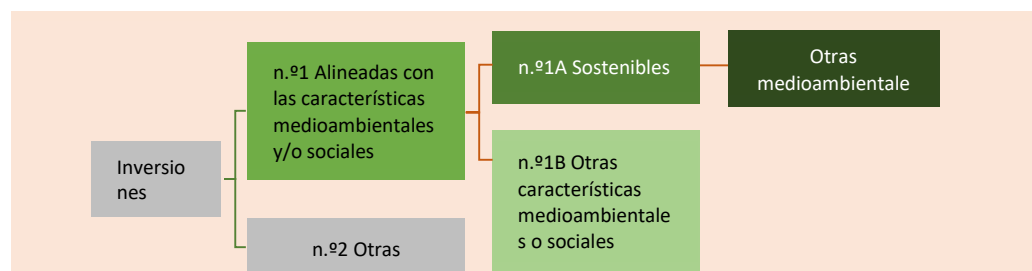 n.º1 Alineadas con
las características
medioambientales
y/o sociales
n.º1A Sostenibles
Otras
medioambientale
Inversio
nes
n.º1B Otras
características
medioambientale
s o sociales
n.º2 Otras